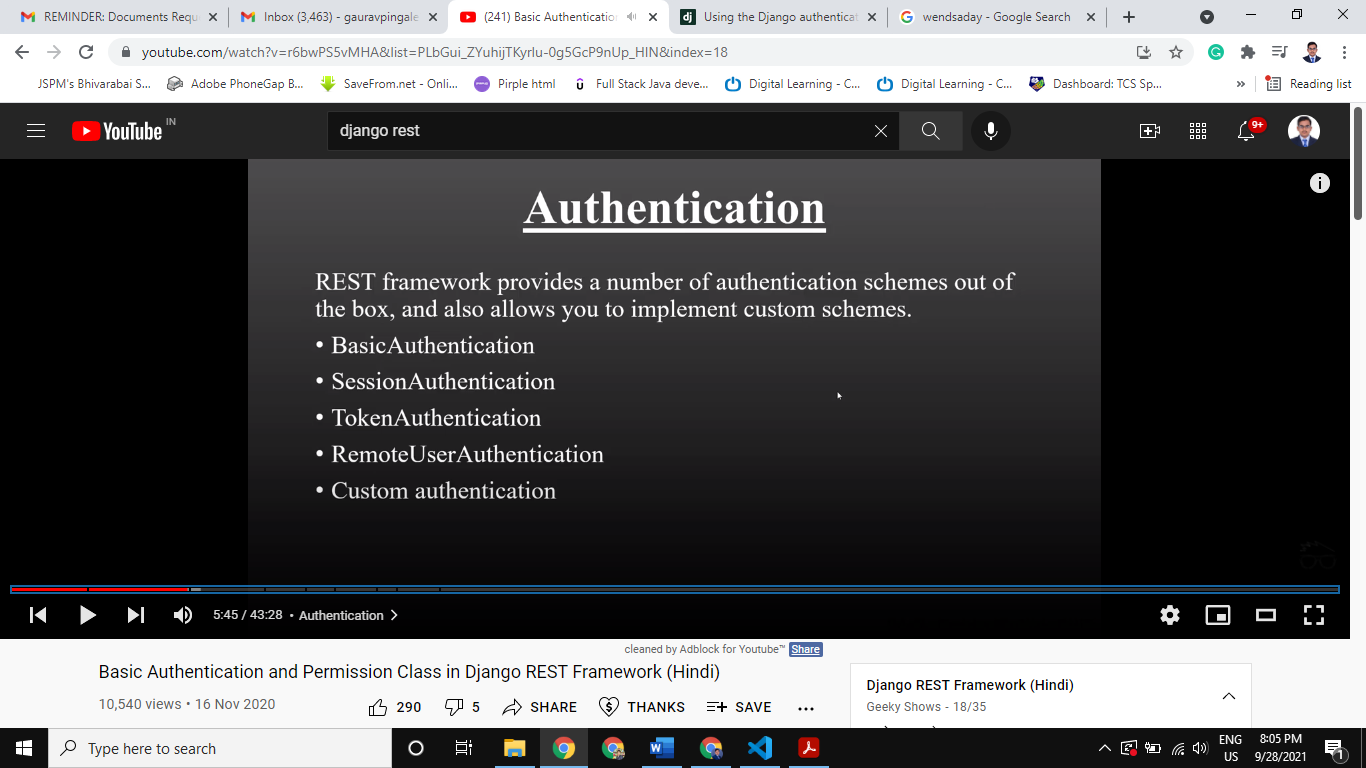 REMINDER: Documents Requ
Inbox (3,463) - gauravpingale
(241) Basic Authentication
Using the Django authenticat
wendsaday - Google Search
youtube.com/watch?v=r6bwPS5vMHA&list=PLbGui_ZYuhijTKyrlu-0g5GcP9nUp_HIN&index=18
JSPM's Bhivarabai S...
Adobe PhoneGap B...
SaveFrom.net - Onli...
Pirple html
Full Stack Java deve...
Digital Learning - C...
Digital Learning - C...
Dashboard: TCS Sp...
»
Reading list
YouTube IN
django rest
9+
Authentication
REST framework provides a number of authentication schemes out of
the box, and also allows you to implement custom schemes.
• BasicAuthentication
• SessionAuthentication
• TokenAuthentication
• RemoteUserAuthentication
• Custom authentication
5:45 / 43:28 • Authentication
cleaned by Adblock for Youtube™ Share
Basic Authentication and Permission Class in Django REST Framework (Hindi)
10,540 views • 16 Nov 2020
290
5
SHARE
THANKS
SAVE
Django REST Framework (Hindi)
Geeky Shows - 18/35
Type here to search
ENG
US
8:05 PM
9/28/2021
1